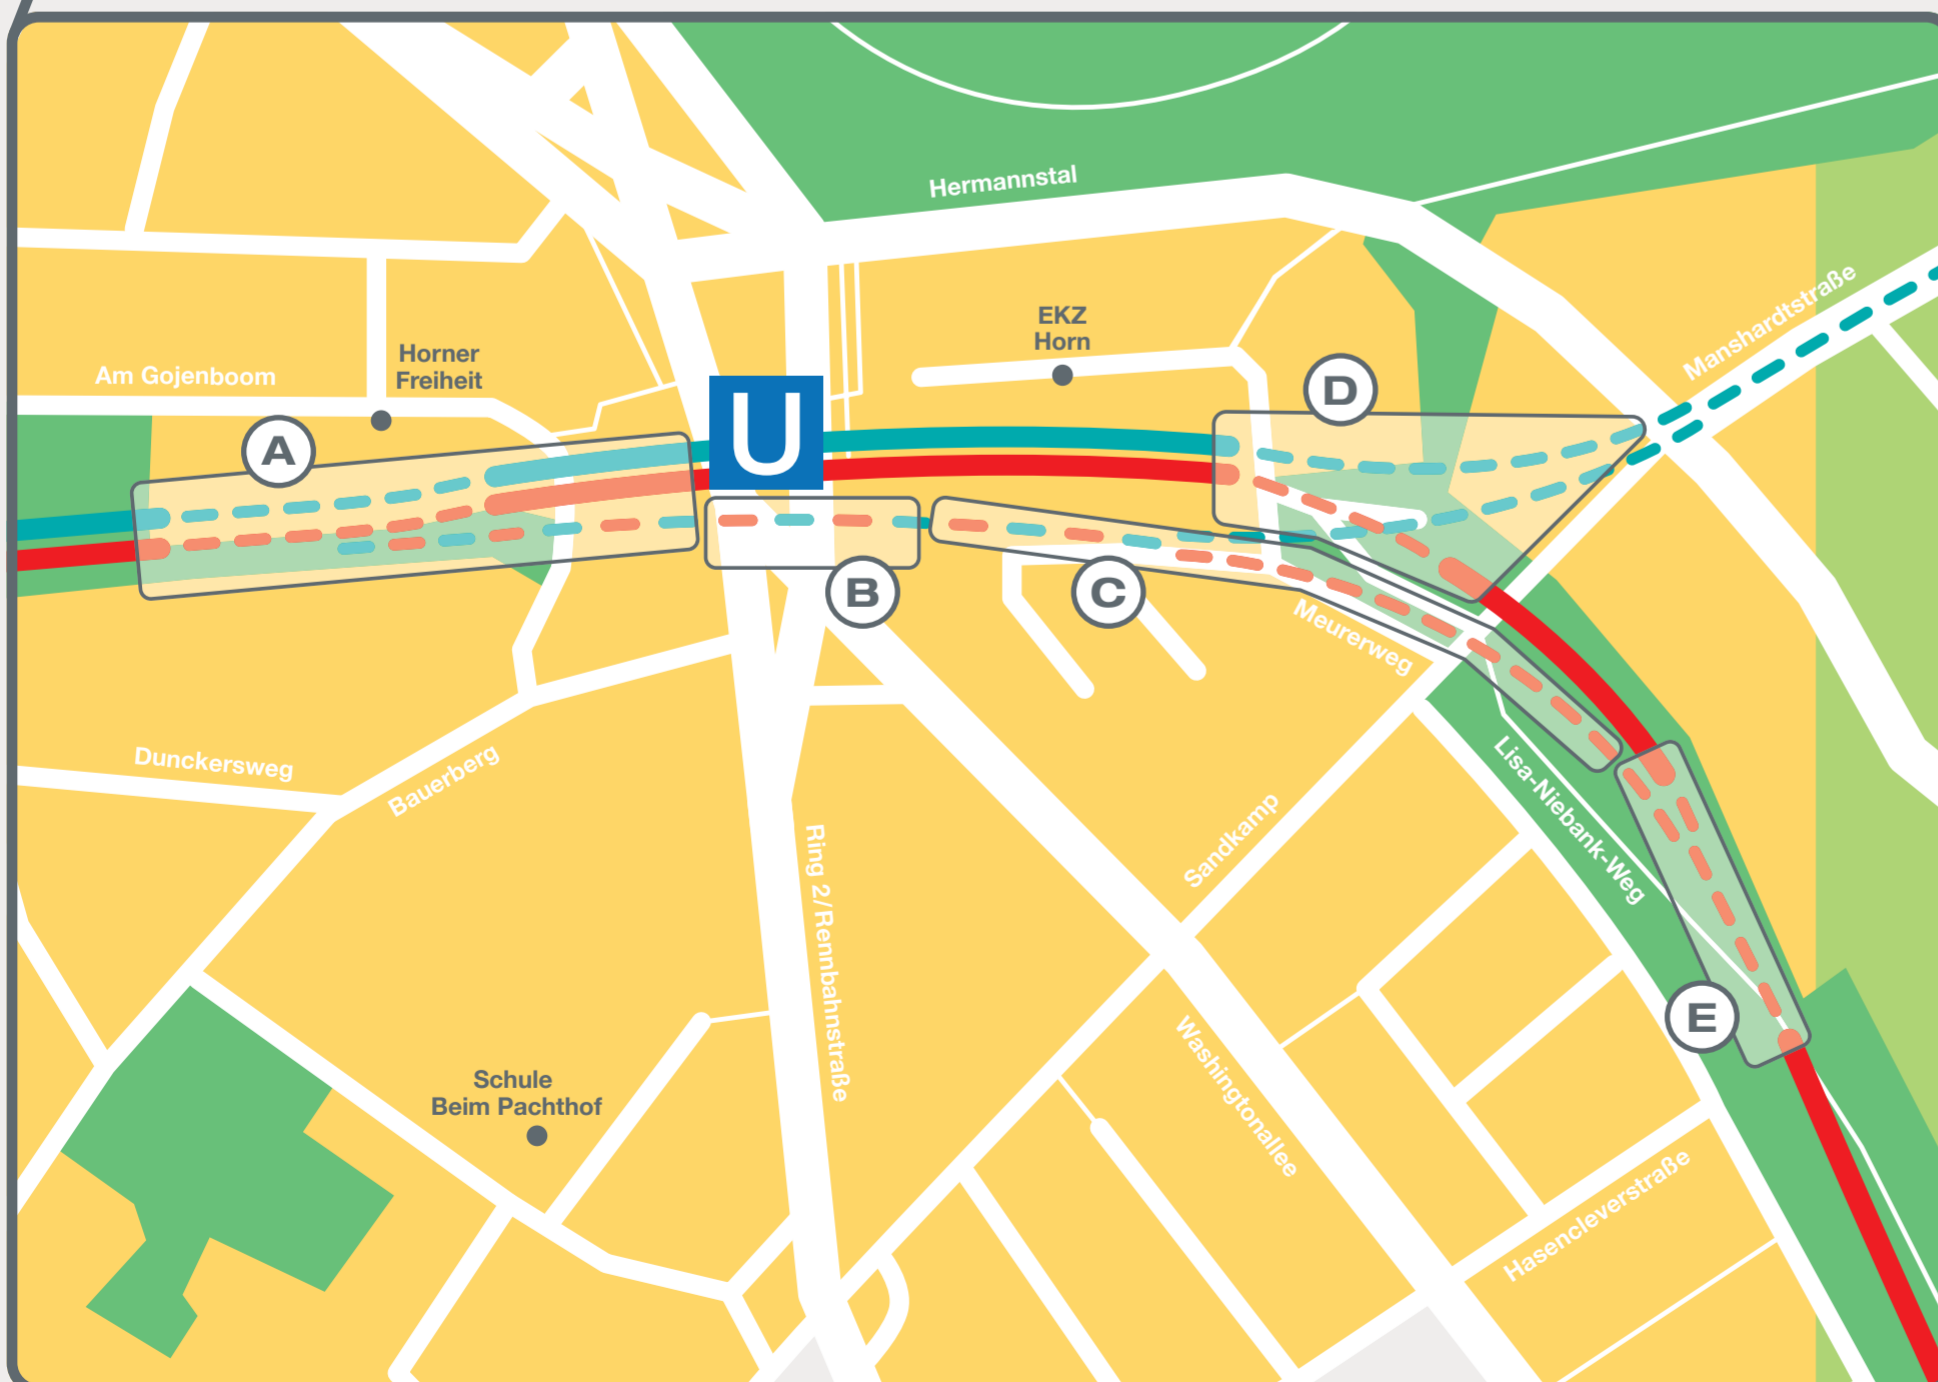 Hermannstal
Manshardtstraße
EKZ
Horn
Horner
Freiheit
Am Gojenboom
D
U
A
B
C
Meurerweg
Dunckersweg
Bauerberg
Lisa-Niebank-Weg
Sandkamp
Ring 2/Rennbahnstraße
E
Washingtonallee
Schule
Beim Pachthof
Hasencleverstraße